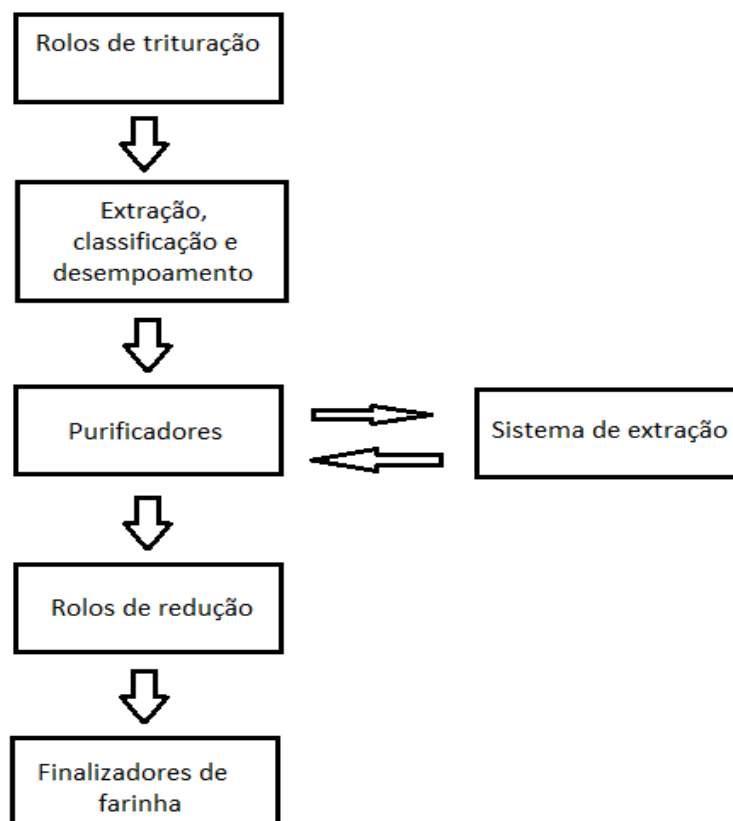 Rolos de trituração
Extração,
classificação e
desempoamento
Purificadores
Sistema de extração
Rolos de redução
Finalizadores de
farinha